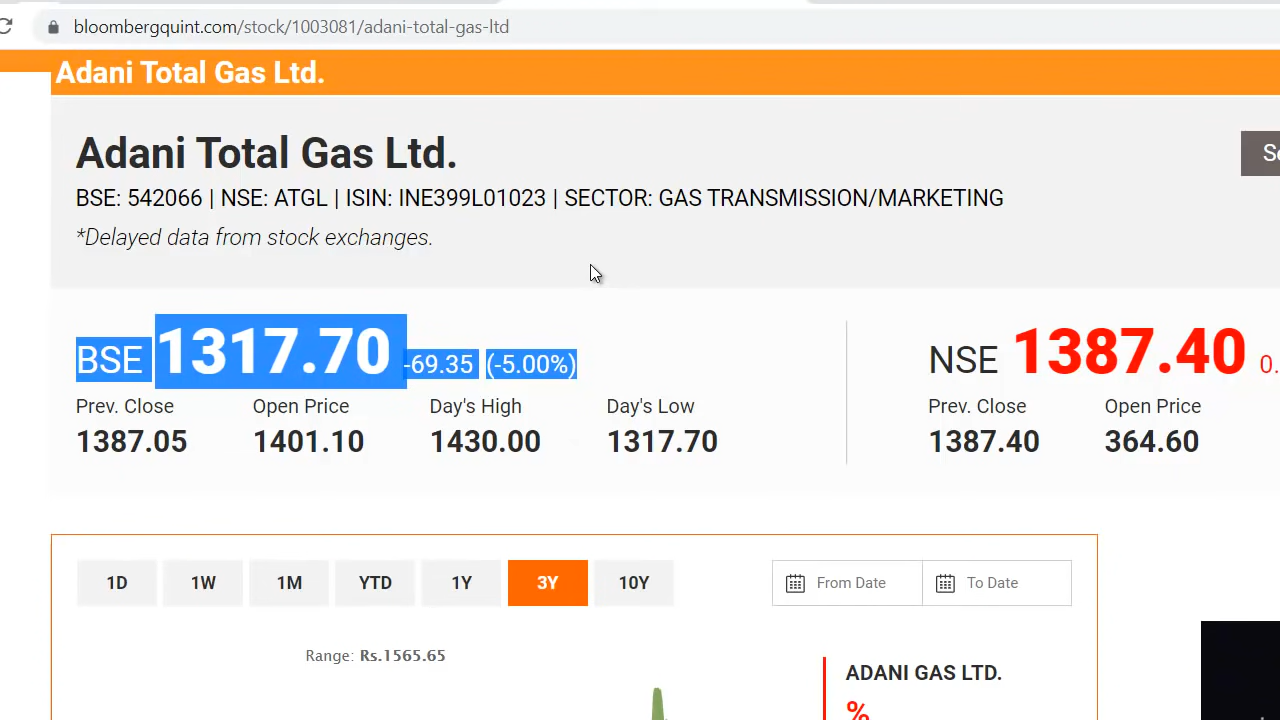 bloombergquint.com/stock/1003081/adani-total-gas-ltd
Adani Total Gas Ltd.
Adani Total Gas Ltd.
BSE: 542066 | NSE: ATGL | ISIN: INE399L01023 | SECTOR: GAS TRANSMISSION/MARKETING
*Delayed data from stock exchanges.
BSE 1317.70 -69.35 (-5.00%)
Prev. Close Open Price Day's High Day's Low
1387.05 1401.10 1430.00 1317.70
NSE 1387.40 0.
Prev. Close Open Price
1387.40 364.60
1D 1W 1M YTD 1Y 3Y 10Y
From Date To Date
Range: Rs.1565.65
ADANI GAS LTD.
%